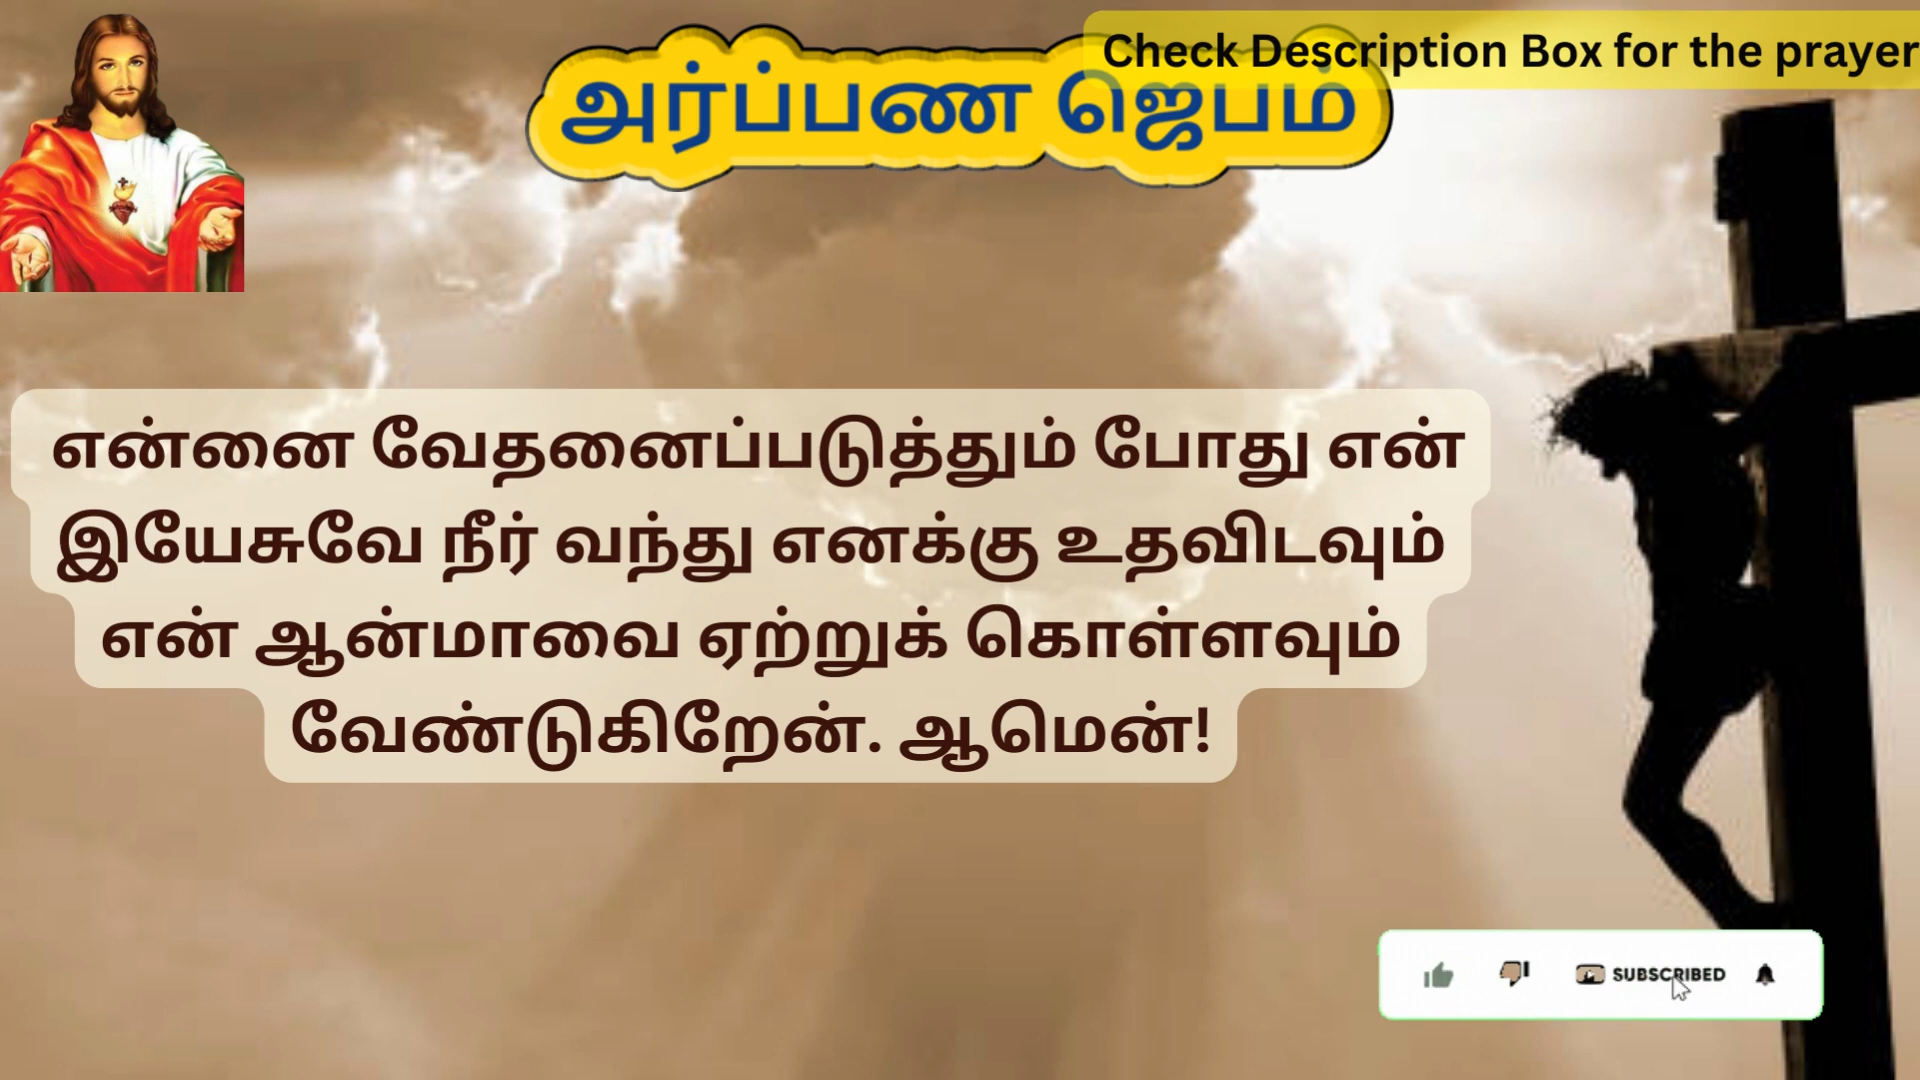 Check Description Box for the prayer
அர்ப்பண ஜெபம்
என்னை வேதனைப்படுத்தும் போது என்
இயேசுவே நீர் வந்து எனக்கு உதவிடவும்
என் ஆன்மாவை ஏற்றுக் கொள்ளவும்
வேண்டுகிறேன். ஆமென்!
SUBSCRIBED